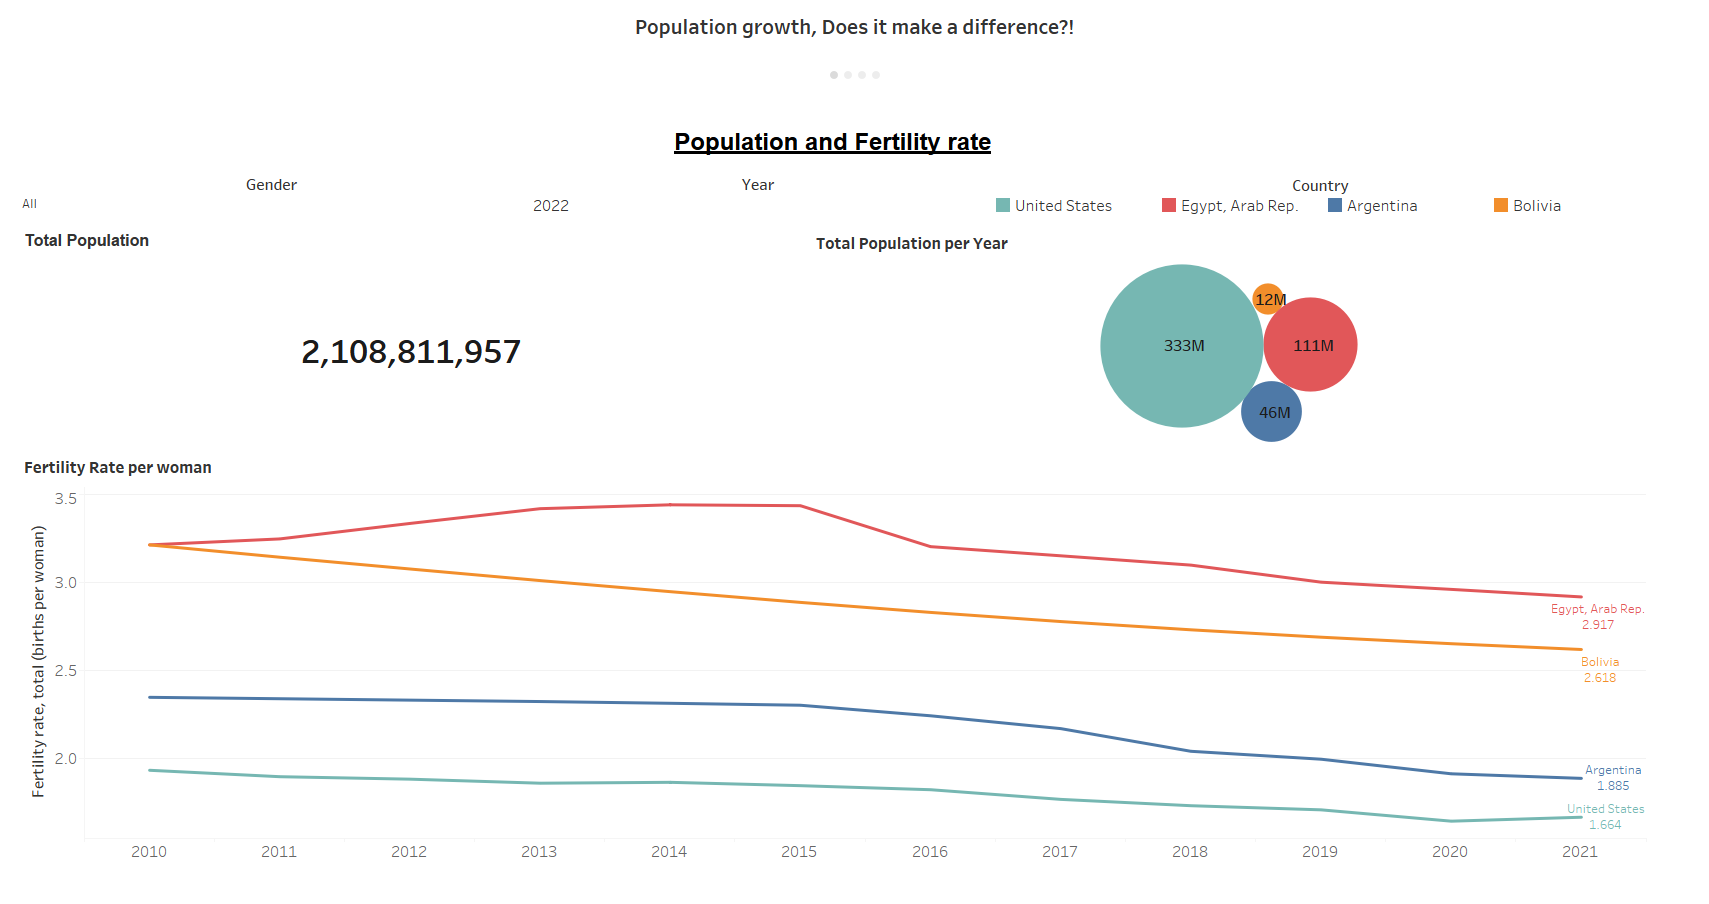 Population growth, Does it make a difference?!
Population and Fertility rate
Gender
Year
Country
All
2022
United States
Egypt, Arab Rep.
Argentina
Bolivia
Total Population
Total Population per Year
2,108,811,957
12M
333M
111M
46M
Fertility Rate per woman
Fertility rate, total (births per woman)
3.5
3.0
2.5
2.0
Egypt, Arab Rep.
2.917
Bolivia
2.618
Argentina
1.885
United States
1.664
2010
2011
2012
2013
2014
2015
2016
2017
2018
2019
2020
2021